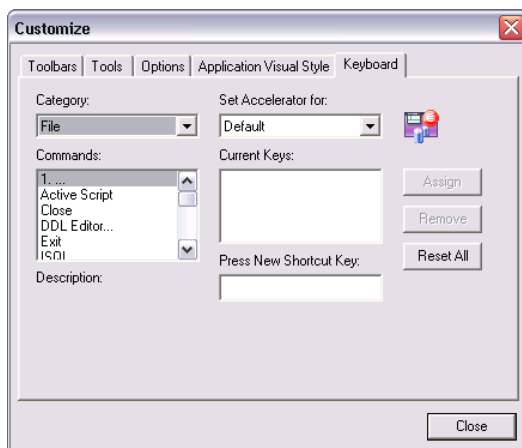 Customize
Toolbars Tools Options Application Visual Style Keyboard
Category: Set Accelerator for:
File Default
Commands: Current Keys:
1. ...
Active Script
Close
DDL Editor...
Exit
ISQL
Assign
Remove
Reset All
Press New Shortcut Key:
Description:
Close